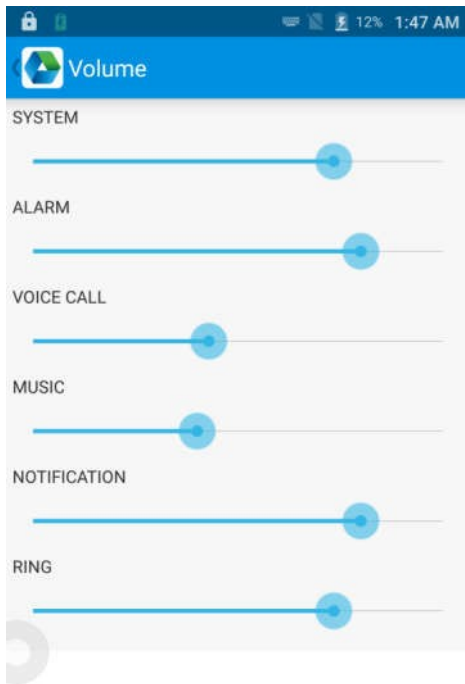 12% 1:47 AM
Volume
SYSTEM
ALARM
VOICE CALL
MUSIC
NOTIFICATION
RING